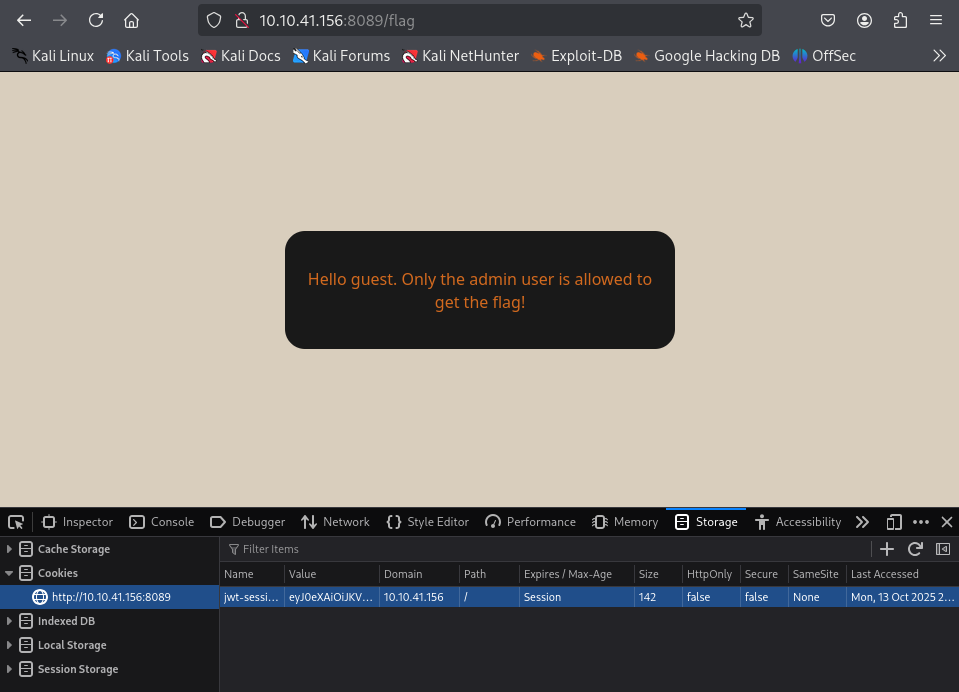 10.10.41.156:8089/flag
Kali Linux Kali Tools Kali Docs Kali Forums Kali NetHunter Exploit-DB Google Hacking DB OffSec
Hello guest. Only the admin user is allowed to
get the flag!
Inspector Console Debugger Network Style Editor Performance Memory Storage Accessibility
Cache Storage
Cookies
http://10.10.41.156:8089
Indexed DB
Local Storage
Session Storage
Filter Items
Name Value Domain Path Expires / Max-Age Size HttpOnly Secure SameSite Last Accessed
jwt-sessi... eyJ0eXAiOiJKV... 10.10.41.156 / Session 142 false false None Mon, 13 Oct 2025 2...